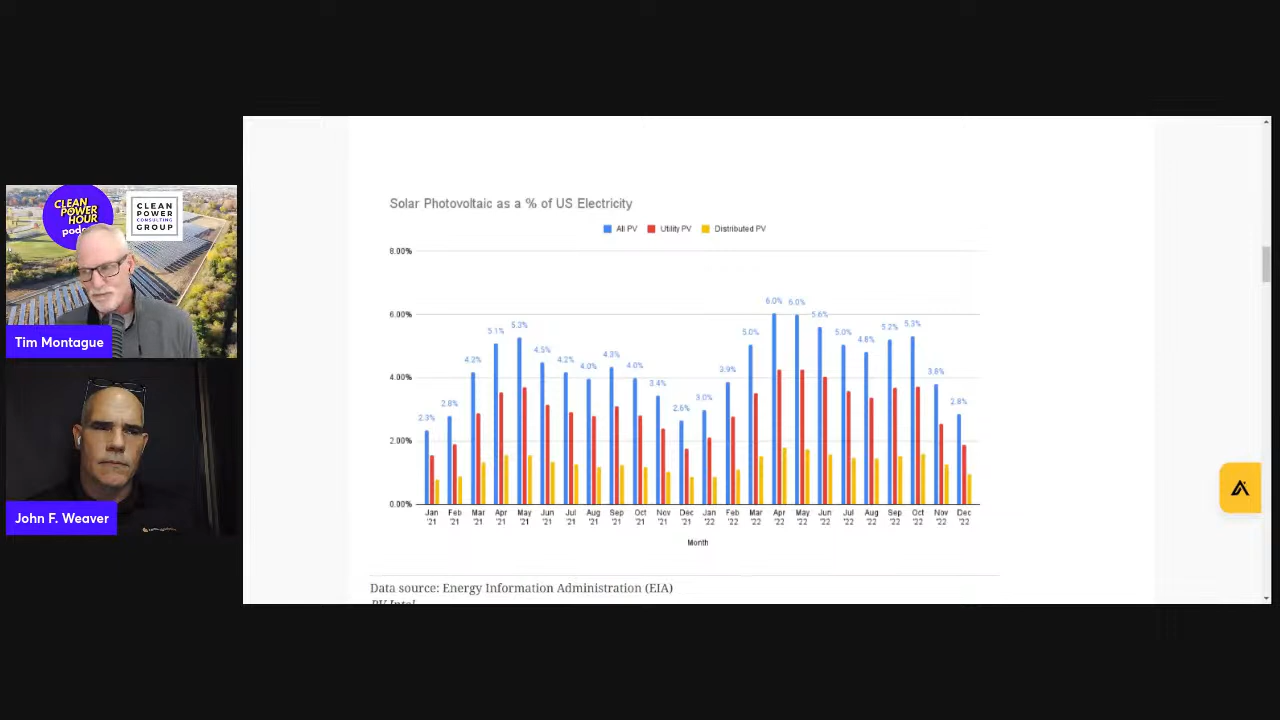 CLEAN
POWER
HOUR
CLEAN
POWER
CONSULTING
GROUP
Tim Montague
John F. Weaver
Solar Photovoltaic as a % of US Electricity
All PV Utility PV Distributed PV
8.00%
6.00%
4.00%
2.00%
0.00%
2.3% 2.8% 4.2% 5.1% 5.3% 4.5% 4.2% 4.0% 4.3% 4.0% 3.4% 2.6% 3.0% 3.9% 5.0% 6.0% 6.0% 5.6% 5.0% 4.8% 5.2% 5.3% 3.8% 2.8%
Jan Feb Mar Apr May Jun Jul Aug Sep Oct Nov Dec Jan Feb Mar Apr May Jun Jul Aug Sep Oct Nov Dec
'21 '21 '21 '21 '21 '21 '21 '21 '21 '21 '21 '21 '22 '22 '22 '22 '22 '22 '22 '22 '22 '22 '22 '22
Month
Data source: Energy Information Administration (EIA)